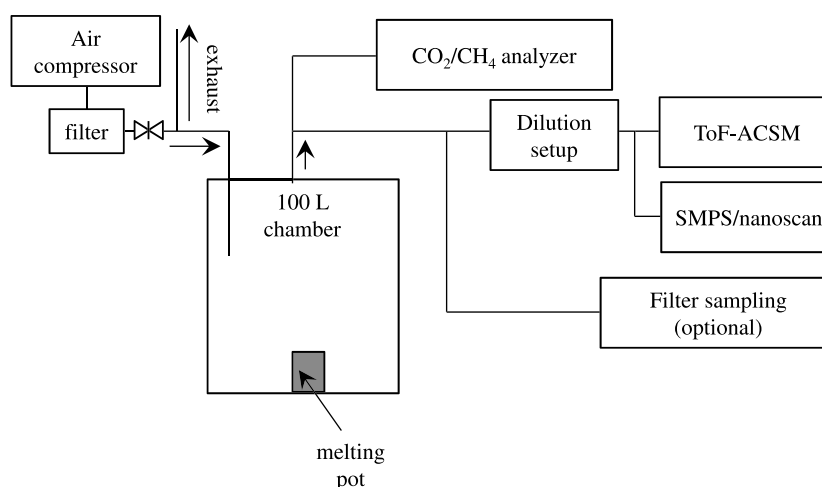 Air
compressor
filter
exhaust
CO₂/CH₄ analyzer
Dilution
setup
ToF-ACSM
SMPS/nanoscan
100 L
chamber
Filter sampling
(optional)
melting
pot